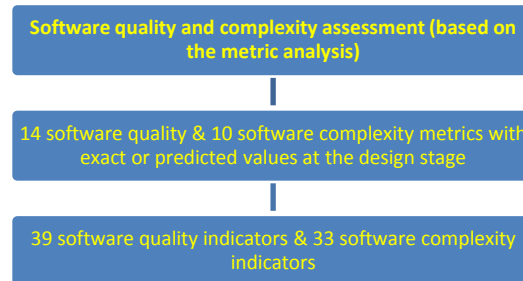 Software quality and complexity assessment (based on
the metric analysis)
14 software quality & 10 software complexity metrics with
exact or predicted values at the design stage
39 software quality indicators & 33 software complexity
indicators